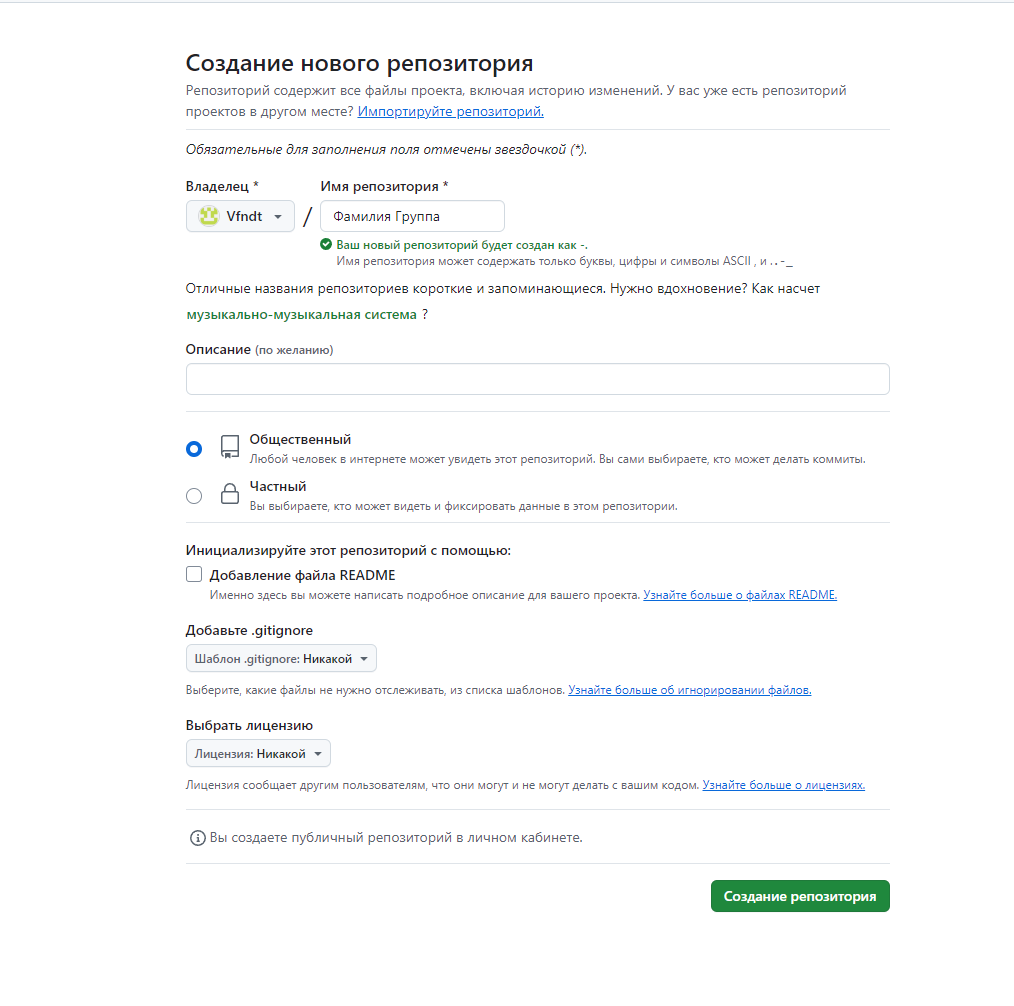 Создание нового репозитория
Репозиторий содержит все файлы проекта, включая историю изменений. У вас уже есть репозиторий
проектов в другом месте? Импортируйте репозиторий.
Обязательные для заполнения поля отмечены звездочкой (*).
Владелец * Имя репозитория *
Vfndt / Фамилия Группа
Ваш новый репозиторий будет создан как -.
Имя репозитория может содержать только буквы, цифры и символы ASCII , и . . -_
Отличные названия репозиториев короткие и запоминающиеся. Нужно вдохновение? Как насчет
музыкально-музыкальная система ?
Описание (по желанию)
Общественный
Любой человек в интернете может увидеть этот репозиторий. Вы сами выбираете, кто может делать коммиты.
Частный
Вы выбираете, кто может видеть и фиксировать данные в этом репозитории.
Инициализируйте этот репозиторий с помощью:
Добавление файла README
Именно здесь вы можете написать подробное описание для вашего проекта. Узнайте больше о файлах README.
Добавьте .gitignore
Шаблон .gitignore: Никакой
Выберите, какие файлы не нужно отслеживать, из списка шаблонов. Узнайте больше об игнорировании файлов.
Выбрать лицензию
Лицензия: Никакой
Лицензия сообщает другим пользователям, что они могут и не могут делать с вашим кодом. Узнайте больше о лицензиях.
Вы создаете публичный репозиторий в личном кабинете.
Создание репозитория